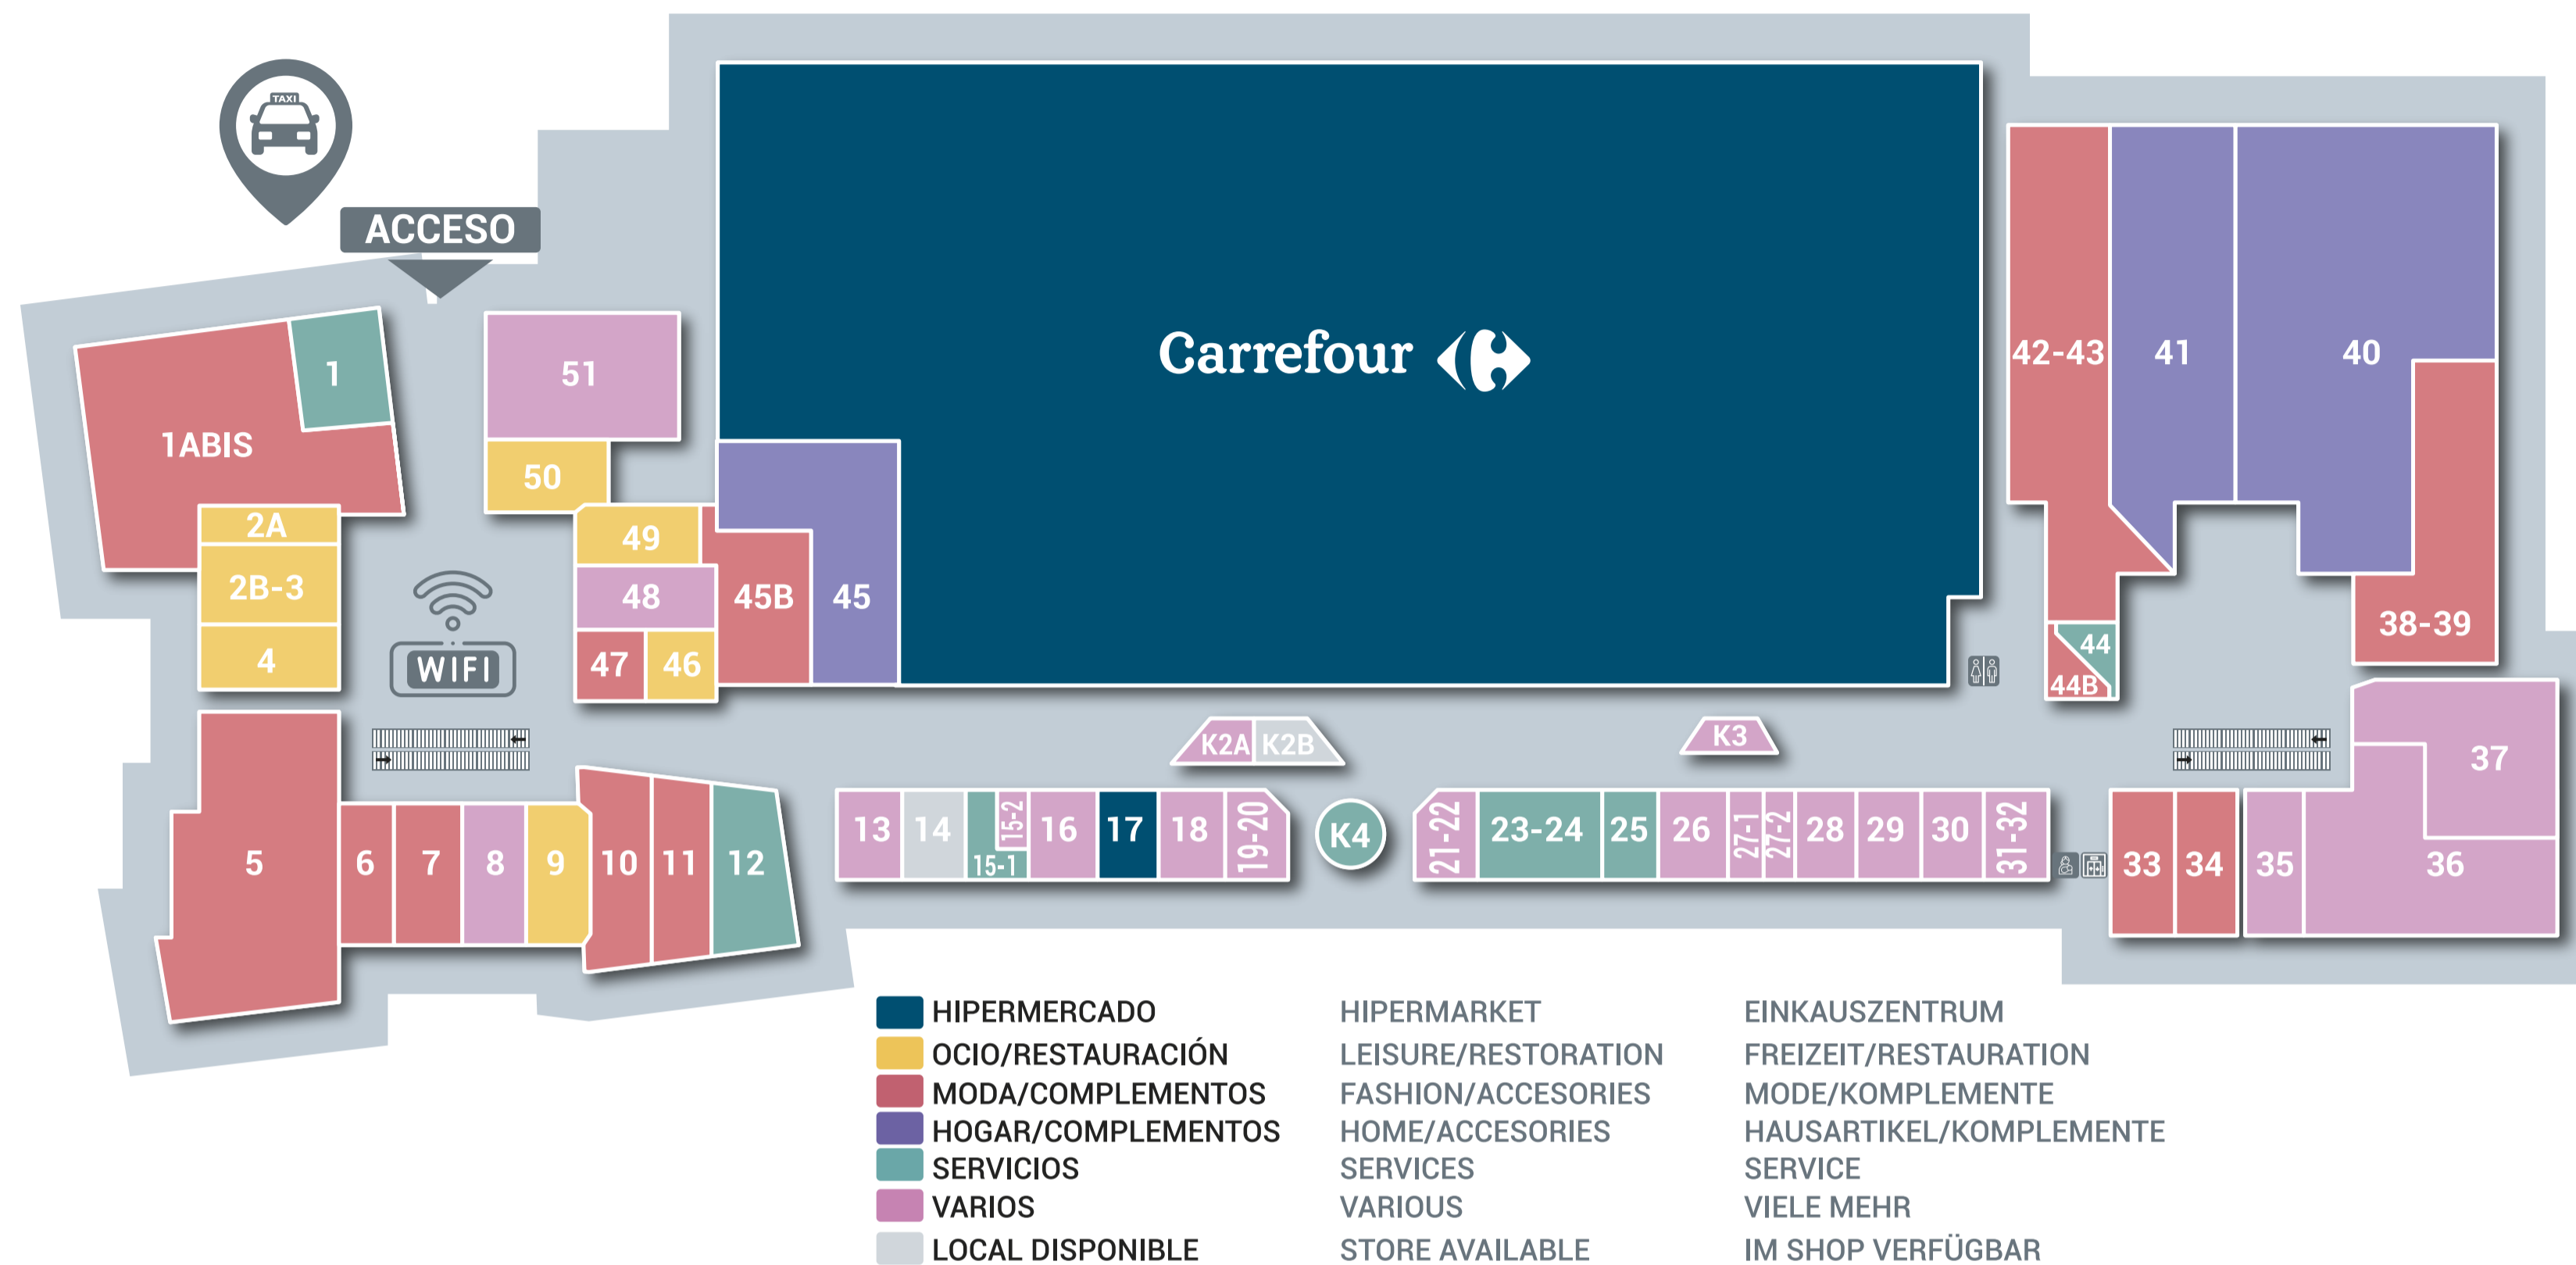 TAXI
ACCESO
Carrefour
1
1ABIS
51
50
2A
2B-3
4
49
48
47
46
45B
45
WIFI
42-43
41
40
38-39
44
44B
K2A
K2B
K3
K4
37
36
5
6
7
8
9
10
11
12
13
14
15-1
15-2
16
17
18
19-20
21-22
23-24
25
26
27-1
27-2
28
29
30
31-32
33
34
35
HIPERMERCADO HIPERMARKET EINKAUSZENTRUM
OCIO/RESTAURACIÓN LEISURE/RESTORATION FREIZEIT/RESTAURATION
MODA/COMPLEMENTOS FASHION/ACCESORIES MODE/KOMPLEMENTE
HOGAR/COMPLEMENTOS HOME/ACCESORIES HAUSARTIKEL/KOMPLEMENTE
SERVICIOS SERVICES SERVICE
VARIOS VARIOUS VIELE MEHR
LOCAL DISPONIBLE STORE AVAILABLE IM SHOP VERFÜGBAR